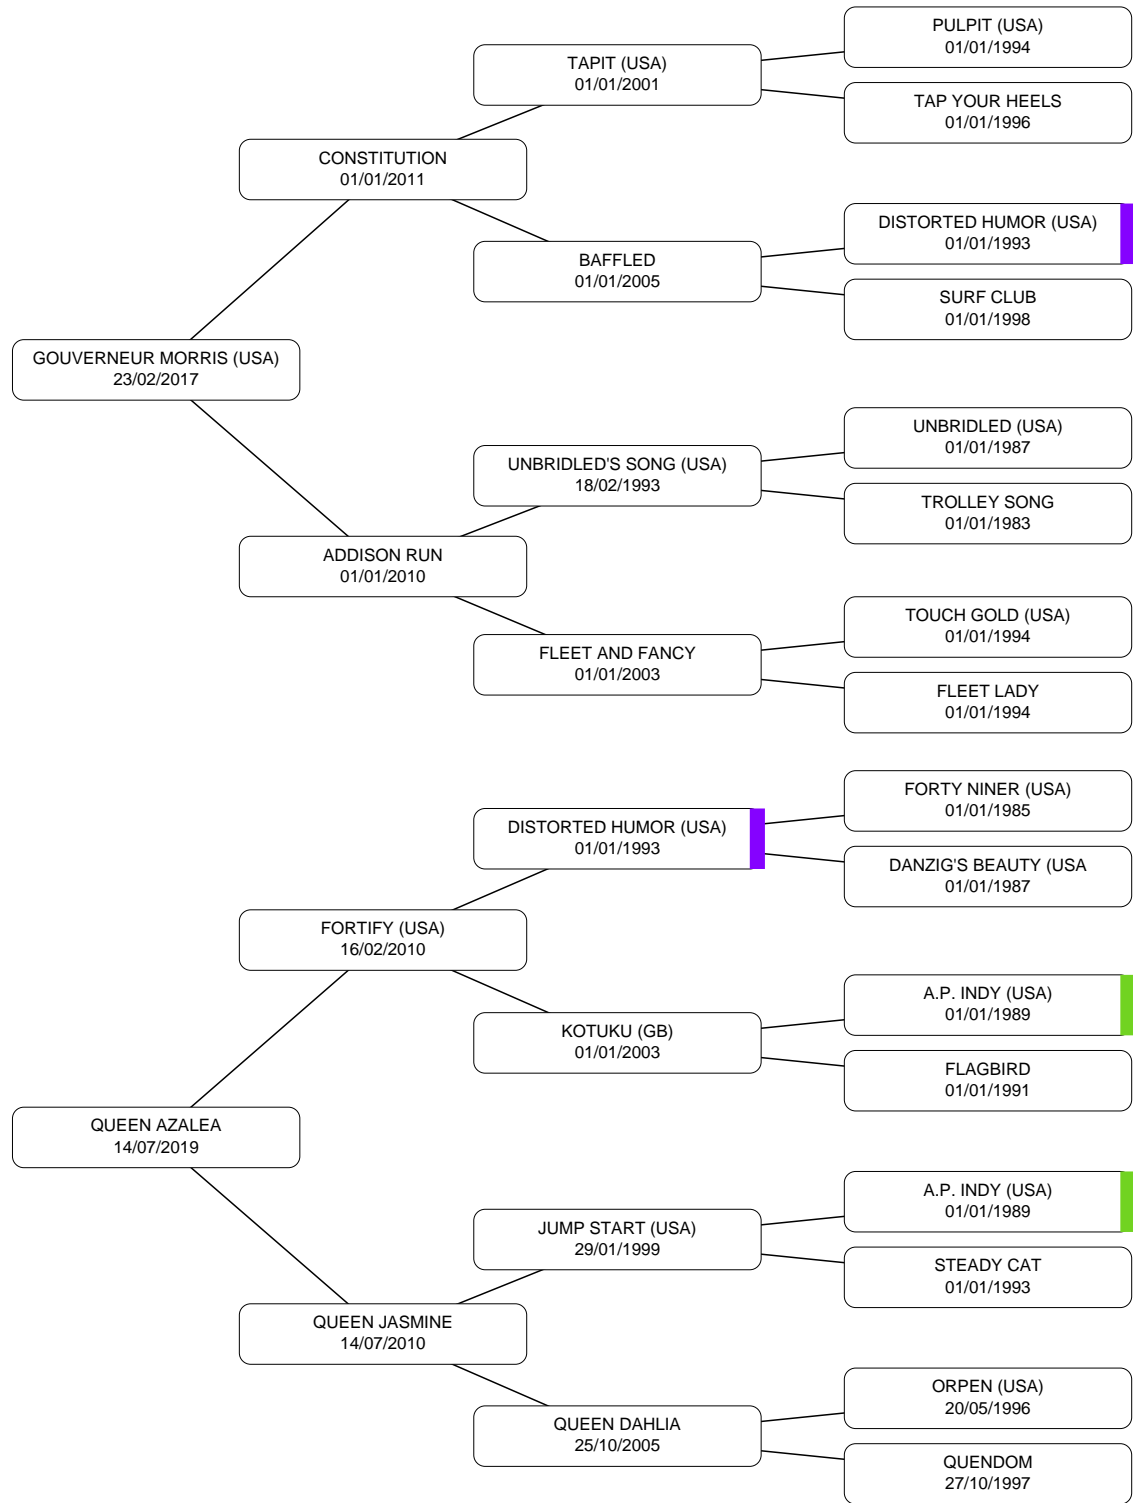 PULPIT (USA)
01/01/1994
TAPIT (USA)
01/01/2001
TAP YOUR HEELS
01/01/1996
CONSTITUTION
01/01/2011
DISTORTED HUMOR (USA)
01/01/1993
BAFFLED
01/01/2005
SURF CLUB
01/01/1998
GOUVERNEUR MORRIS (USA)
23/02/2017
UNBRIDLED (USA)
01/01/1987
UNBRIDLED'S SONG (USA)
18/02/1993
TROLLEY SONG
01/01/1983
ADDISON RUN
01/01/2010
TOUCH GOLD (USA)
01/01/1994
FLEET AND FANCY
01/01/2003
FLEET LADY
01/01/1994
FORTY NINER (USA)
01/01/1985
DISTORTED HUMOR (USA)
01/01/1993
DANZIG'S BEAUTY (USA
01/01/1987
FORTIFY (USA)
16/02/2010
A.P. INDY (USA)
01/01/1989
KOTUKU (GB)
01/01/2003
FLAGBIRD
01/01/1991
QUEEN AZALEA
14/07/2019
A.P. INDY (USA)
01/01/1989
JUMP START (USA)
29/01/1999
STEADY CAT
01/01/1993
QUEEN JASMINE
14/07/2010
ORPEN (USA)
20/05/1996
QUEEN DAHLIA
25/10/2005
QUENDOM
27/10/1997